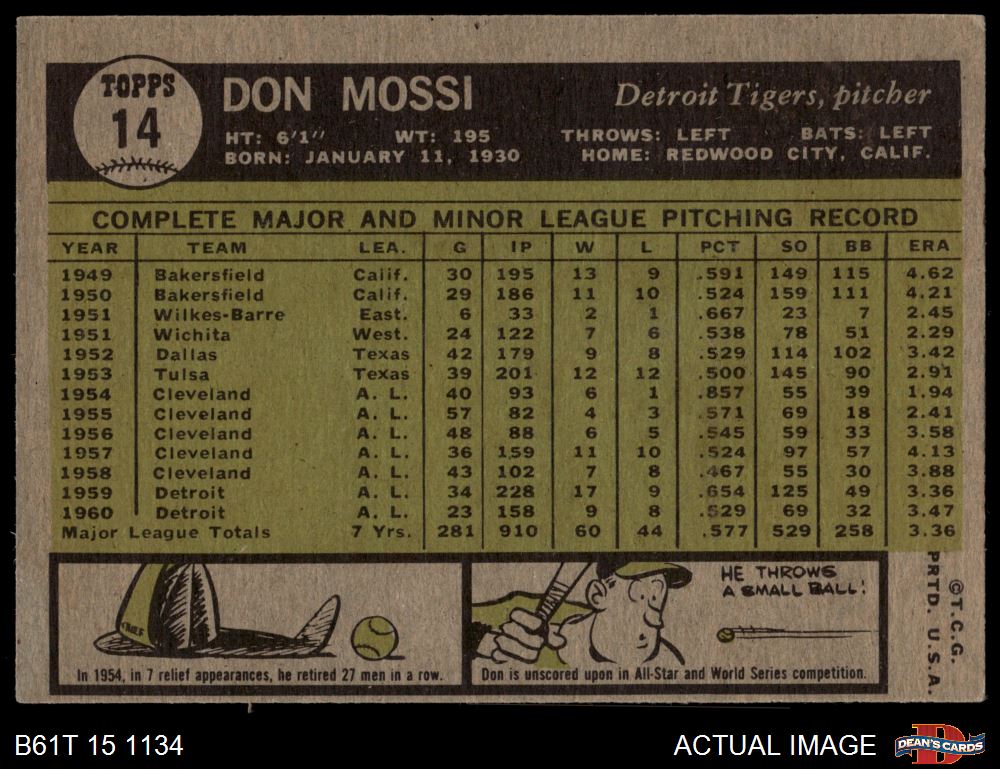 TOPPS
14
DON MOSSI
Detroit Tigers, pitcher
HT: 6'1" WT: 195 THROWS: LEFT BATS: LEFT
BORN: JANUARY 11, 1930 HOME: REDWOOD CITY, CALIF.
COMPLETE MAJOR AND MINOR LEAGUE PITCHING RECORD
YEAR TEAM LEA. G IP W L PCT SO BB ERA
1949 Bakersfield Calif. 30 195 13 9 .591 149 115 4.62
1950 Bakersfield Calif. 29 186 11 10 .524 159 111 4.21
1951 Wilkes-Barre East. 6 33 2 1 .667 23 7 2.45
1951 Wichita West. 24 122 7 6 .538 78 51 2.29
1952 Dallas Texas 42 179 9 8 .529 114 102 3.42
1953 Tulsa Texas 39 201 12 12 .500 145 90 2.91
1954 Cleveland A. L. 40 93 6 1 .857 55 39 1.94
1955 Cleveland A. L. 57 82 4 3 .571 69 18 2.41
1956 Cleveland A. L. 48 88 6 5 .545 59 33 3.58
1957 Cleveland A. L. 36 159 11 10 .524 97 57 4.13
1958 Cleveland A. L. 43 102 7 8 .467 55 30 3.88
1959 Detroit A. L. 34 228 17 9 .654 125 49 3.36
1960 Detroit A. L. 23 158 9 8 .529 69 32 3.47
Major League Totals 7 Yrs. 281 910 60 44 .577 529 258 3.36
In 1954, in 7 relief appearances, he retired 27 men in a row.
HE THROWS
A SMALL BALL!
Don is unscored upon in All-Star and World Series competition.
©T.C.G.
PRTD. U.S.A.
B61T 15 1134
ACTUAL IMAGE
D
DEAN'S CARDS